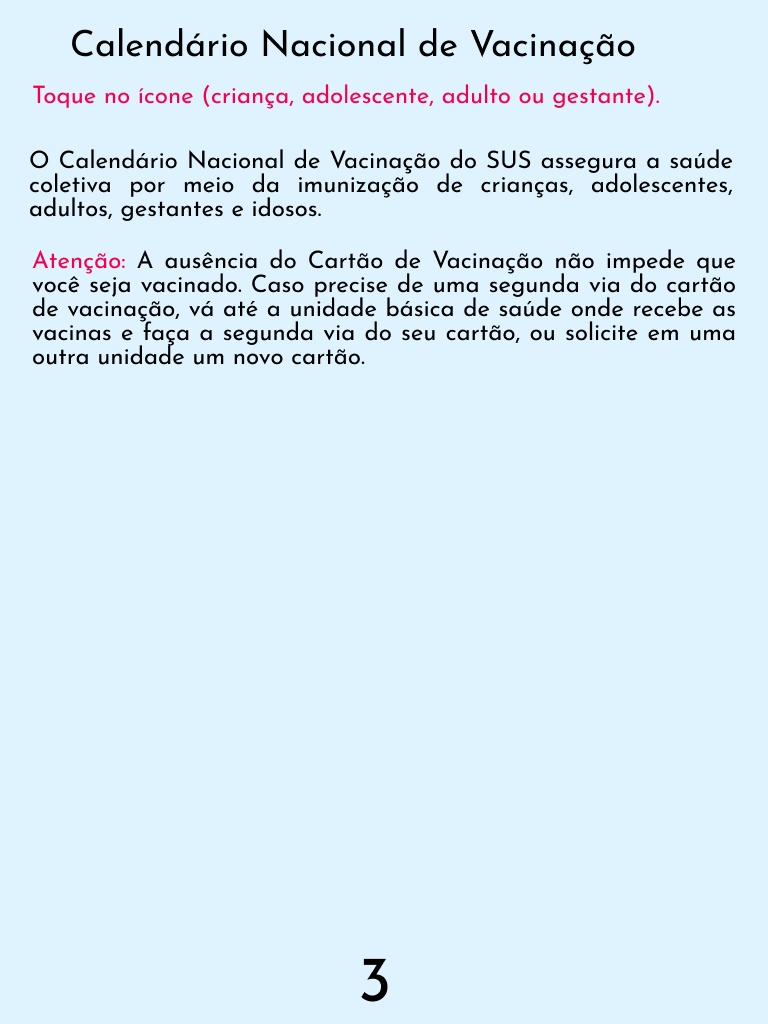 Calendário Nacional de Vacinação
Toque no ícone (criança, adolescente, adulto ou gestante).
O Calendário Nacional de Vacinação do SUS assegura a saúde
coletiva por meio da imunização de crianças, adolescentes,
adultos, gestantes e idosos.
Atenção: A ausência do Cartão de Vacinação não impede que
você seja vacinado. Caso precise de uma segunda via do cartão
de vacinação, vá até a unidade básica de saúde onde recebe as
vacinas e faça a segunda via do seu cartão, ou solicite em uma
outra unidade um novo cartão.
3